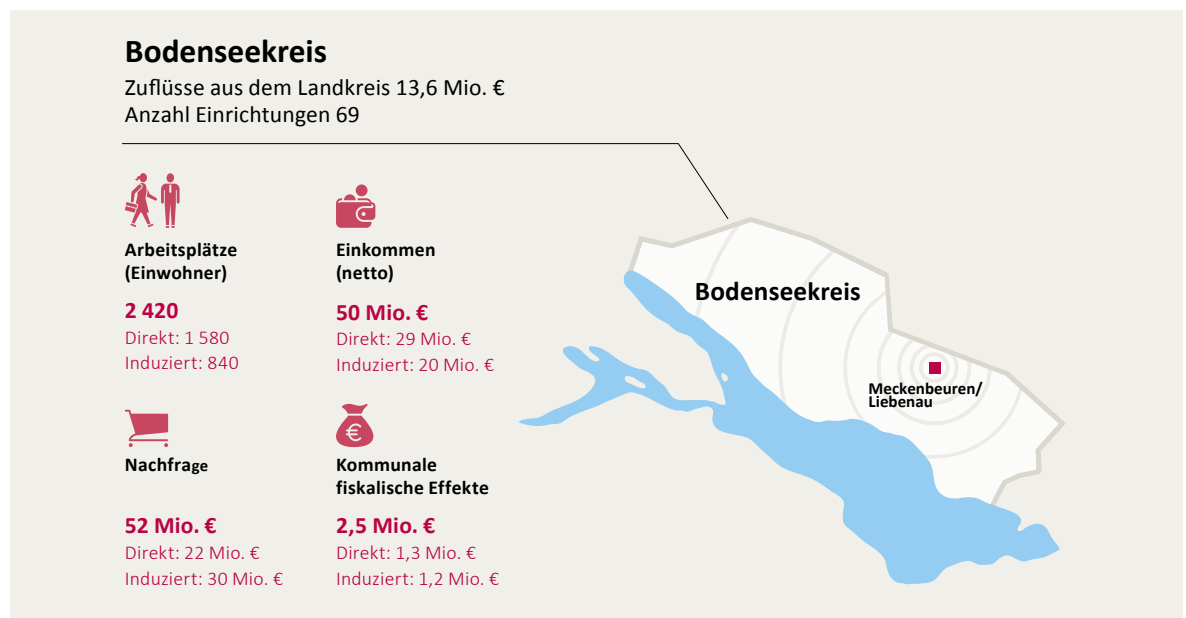 Bodenseekreis
Zuflüsse aus dem Landkreis 13,6 Mio. €
Anzahl Einrichtungen 69
Arbeitsplätze
(Einwohner)
2 420
Direkt: 1 580
Induziert: 840
Einkommen
(netto)
50 Mio. €
Direkt: 29 Mio. €
Induziert: 20 Mio. €
Nachfrage
52 Mio. €
Direkt: 22 Mio. €
Induziert: 30 Mio. €
€
Kommunale
fiskalische Effekte
2,5 Mio. €
Direkt: 1,3 Mio. €
Induziert: 1,2 Mio. €
Bodenseekreis
Meckenbeuren/
Liebenau